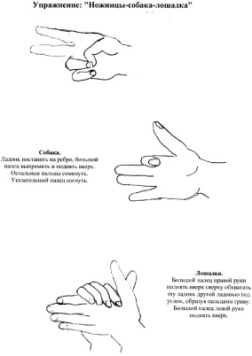 Упражнение: "Ножницы-собака-лошадка"
Собака.
Ладонь поставить на ребро, большой
палец выпрямить и поднять вверх.
Остальные пальцы сомкнуть.
Указательный палец согнуть.
Лошадка.
Большой палец правой руки
поднять вверх сверху обхватить
эту ладонь другой ладонью под
углом, образуя пальцами гриву.
Большой палец левой руки
поднять вверх.